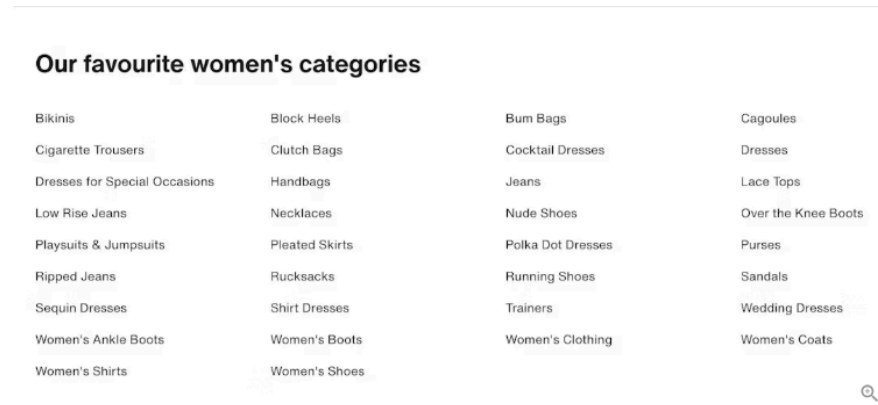 Our favourite women's categories
Bikinis Block Heels Bum Bags Cagoules
Cigarette Trousers Clutch Bags Cocktail Dresses Dresses
Dresses for Special Occasions Handbags Jeans Lace Tops
Low Rise Jeans Necklaces Nude Shoes Over the Knee Boots
Playsuits & Jumpsuits Pleated Skirts Polka Dot Dresses Purses
Ripped Jeans Rucksacks Running Shoes Sandals
Sequin Dresses Shirt Dresses Trainers Wedding Dresses
Women's Ankle Boots Women's Boots Women's Clothing Women's Coats
Women's Shirts Women's Shoes